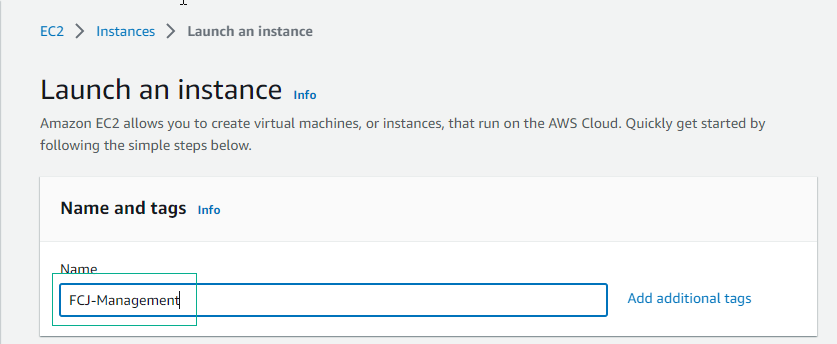 EC2 > Instances > Launch an instance
Launch an instance Info
Amazon EC2 allows you to create virtual machines, or instances, that run on the AWS Cloud. Quickly get started by
following the simple steps below.
Name and tags Info
Name
FCJ-Management
Add additional tags